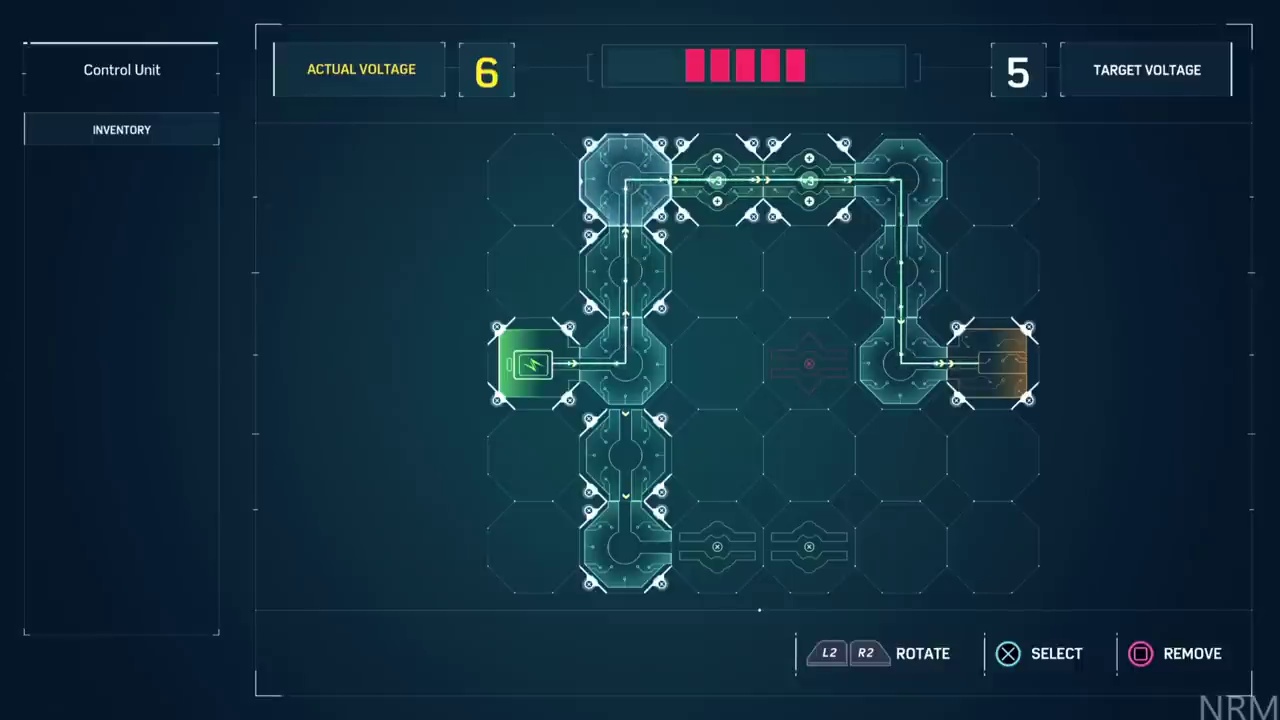 Control Unit
INVENTORY
ACTUAL VOLTAGE 6
5 TARGET VOLTAGE
L2 R2 ROTATE
SELECT
REMOVE
NRM